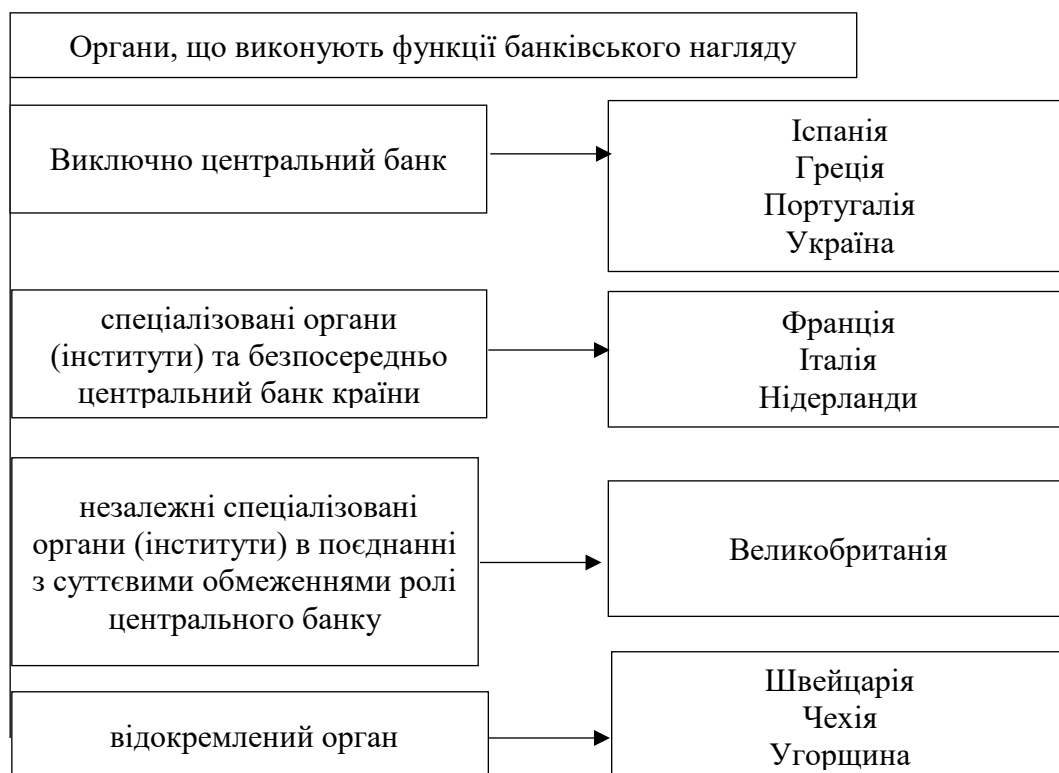 Органи, що виконують функції банківського нагляду
Виключно центральний банк
Іспанія
Греція
Португалія
Україна
спеціалізовані органи
(інститути) та безпосередньо
центральний банк країни
Франція
Італія
Нідерланди
незалежні спеціалізовані
органи (інститути) в поєднанні
з суттєвими обмеженнями ролі
центрального банку
Великобританія
відокремлений орган
Швейцарія
Чехія
Угорщина